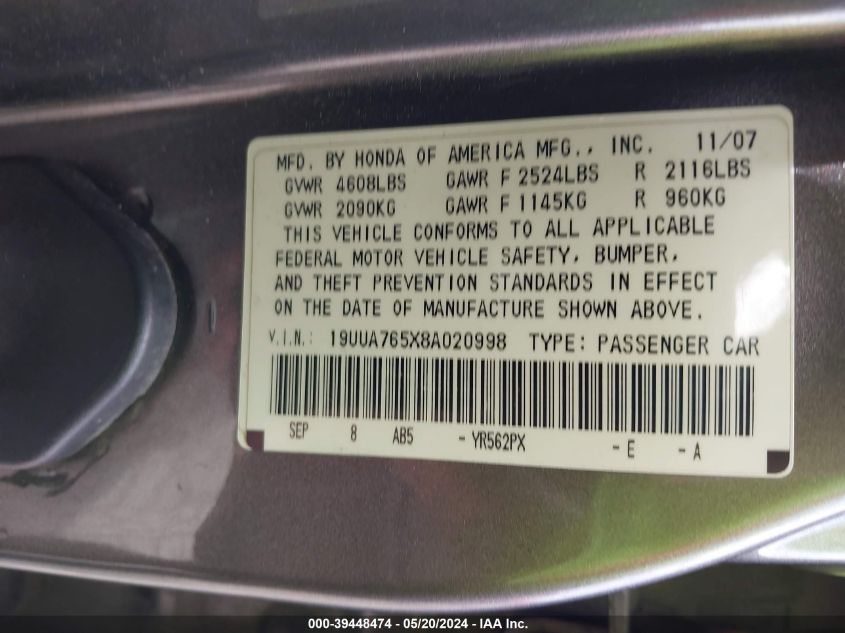 MFD. BY HONDA OF AMERICA MFG., INC. 11/07
GVWR 4608LBS GAWR F 2524LBS R 2116LBS
GVWR 2090KG GAWR F 1145KG R 960KG
THIS VEHICLE CONFORMS TO ALL APPLICABLE
FEDERAL MOTOR VEHICLE SAFETY, BUMPER,
AND THEFT PREVENTION STANDARDS IN EFFECT
ON THE DATE OF MANUFACTURE SHOWN ABOVE.
V.I.N.: 19UUA765X8A020998 TYPE: PASSENGER CAR
SEP 8 AB5 -YR562PX -E -A
000-39448474 - 05/20/2024 - IAAI.COM